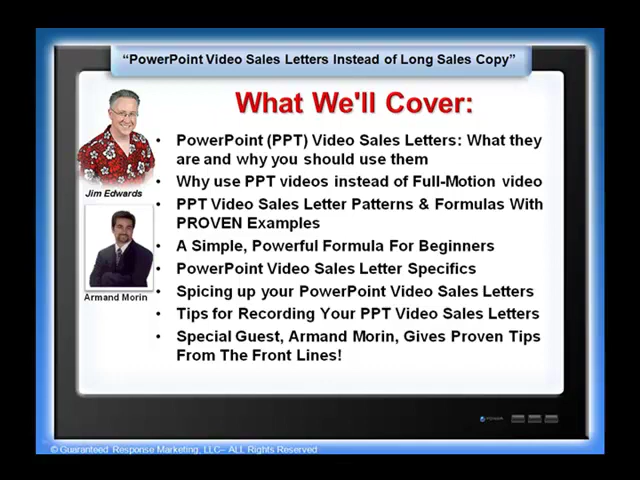 “PowerPoint Video Sales Letters Instead of Long Sales Copy”
What We'll Cover:
• PowerPoint (PPT) Video Sales Letters: What they
are and why you should use them
• Why use PPT videos instead of Full-Motion video
• PPT Video Sales Letter Patterns & Formulas With
PROVEN Examples
• A Simple, Powerful Formula For Beginners
• PowerPoint Video Sales Letter Specifics
• Spicing up your PowerPoint Video Sales Letters
• Tips for Recording Your PPT Video Sales Letters
• Special Guest, Armand Morin, Gives Proven Tips
From The Front Lines!
Jim Edwards
Armand Morin
© Guaranteed Response Marketing, LLC– ALL Rights Reserved